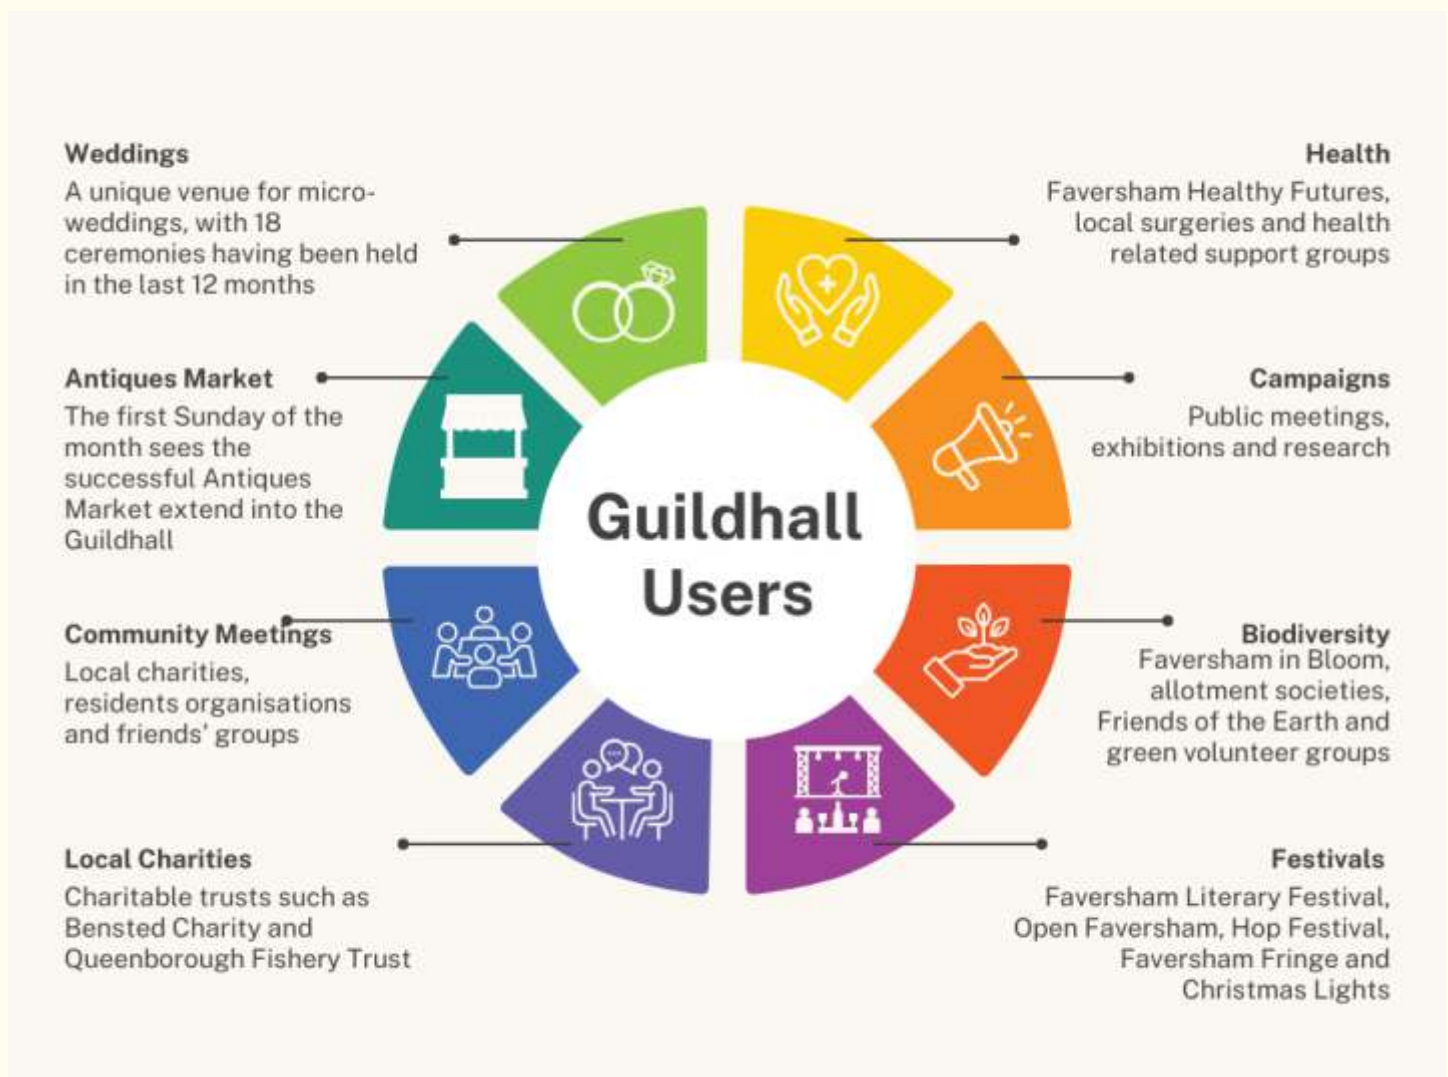 Weddings
A unique venue for micro-
weddings, with 18
ceremonies having been held
in the last 12 months
Antiques Market
The first Sunday of the
month sees the
successful Antiques
Market extend into the
Guildhall
Community Meetings
Local charities,
residents organisations
and friends' groups
Local Charities
Charitable trusts such as
Bensted Charity and
Queenborough Fishery Trust
Guildhall
Users
Health
Faversham Healthy Futures,
local surgeries and health
related support groups
Campaigns
Public meetings,
exhibitions and research
Biodiversity
Faversham in Bloom,
allotment societies,
Friends of the Earth and
green volunteer groups
Festivals
Faversham Literary Festival,
Open Faversham, Hop Festival,
Faversham Fringe and
Christmas Lights